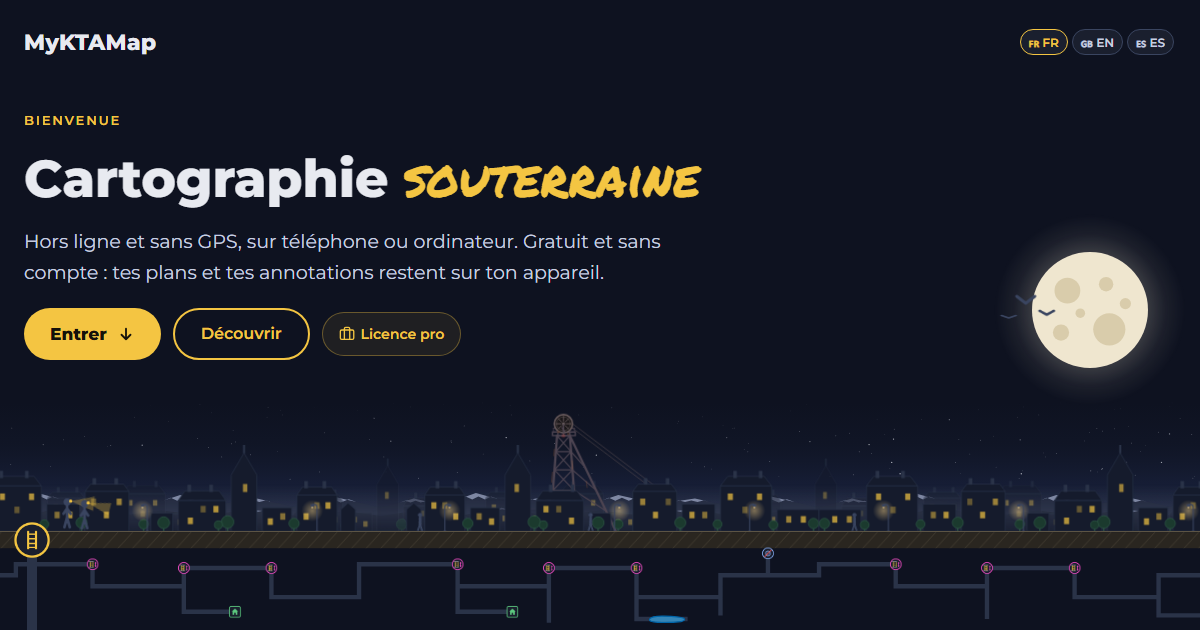 MyKTAMap
FR FR GB EN ES ES
BIENVENUE
Cartographie SOUTERRAINE
Hors ligne et sans GPS, sur téléphone ou ordinateur. Gratuit et sans
compte : tes plans et tes annotations restent sur ton appareil.
Entrer ↓ Découvrir Licence pro